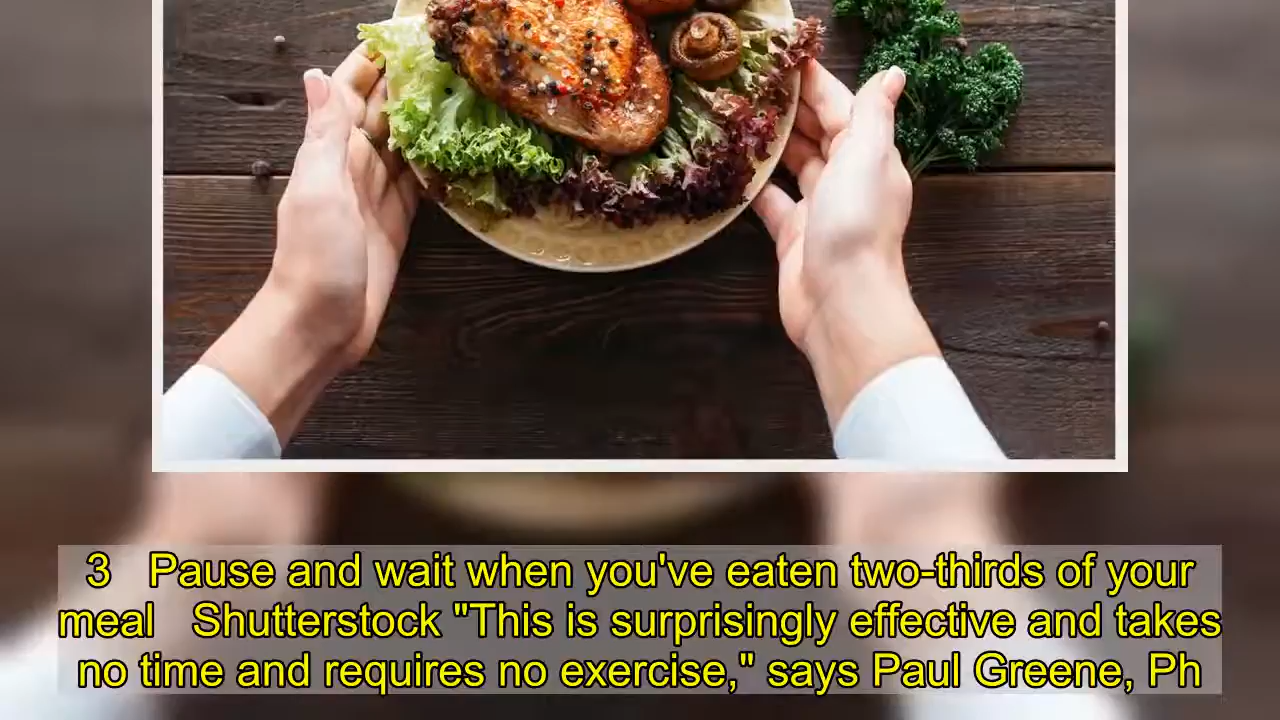 3 Pause and wait when you've eaten two-thirds of your
meal Shutterstock "This is surprisingly effective and takes
no time and requires no exercise," says Paul Greene, Ph